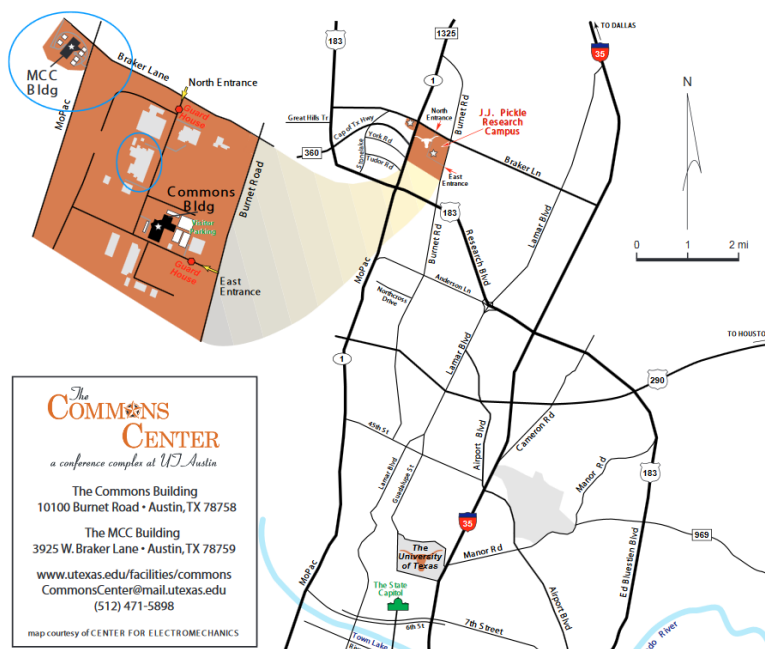 TO DALLAS
183
1325
35
1
MCC
Bldg
Braker Lane
North Entrance
MoPac
Guard
House
Burnet Road
Commons
Bldg
Visitor
Parking
Guard
House
East
Entrance
Great Hills Tr
Cap of Tx Hwy
360
Stonelake
York Rd
Tudor Rd
North
Entrance
Burnet Rd
J.J. Pickle
Research
Campus
Braker Ln
East
Entrance
183
N
0 1 2 mi
Burnet Rd
Research Blvd
Lamar Blvd
MoPac
Anderson Ln
Northcross
Drive
Lamar Blvd
TO HOUSTO
1
290
45th St
Airport Blvd
Cameron Rd
Lamar Blvd
Guadalupe St
Manor Rd
183
35
969
The
University
of Texas
Manor Rd
Ed Bluestien Blvd
The State
Capitol
MoPac
Airport Blvd
6th St
7th Street
Town Lake
do River
The
COMMONS
CENTER
a conference complex at UT Austin
The Commons Building
10100 Burnet Road • Austin, TX 78758
The MCC Building
3925 W. Braker Lane • Austin, TX 78759
www.utexas.edu/facilities/commons
CommonsCenter@mail.utexas.edu
(512) 471-5898
map courtesy of CENTER FOR ELECTROMECHANICS